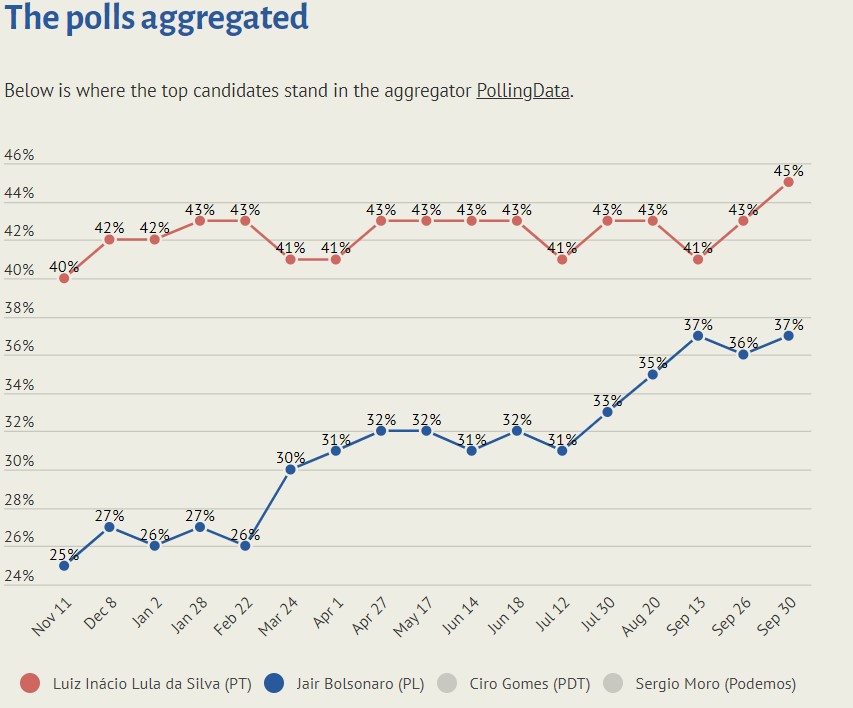 The polls aggregated
Below is where the top candidates stand in the aggregator PollingData.
46%
44%
42%
40%
38%
36%
34%
32%
30%
28%
26%
24%
40% 42% 42% 43% 43% 41% 41% 43% 43% 43% 43% 41% 43% 43% 41% 43% 45%
25% 27% 26% 27% 26% 30% 31% 32% 32% 31% 32% 31% 33% 35% 37% 36% 37%
Nov 11 Dec 8 Jan 2 Jan 28 Feb 22 Mar 24 Apr 1 Apr 27 May 17 Jun 14 Jun 18 Jul 12 Jul 30 Aug 20 Sep 13 Sep 26 Sep 30
Luiz Inácio Lula da Silva (PT) Jair Bolsonaro (PL) Ciro Gomes (PDT) Sergio Moro (Podemos)